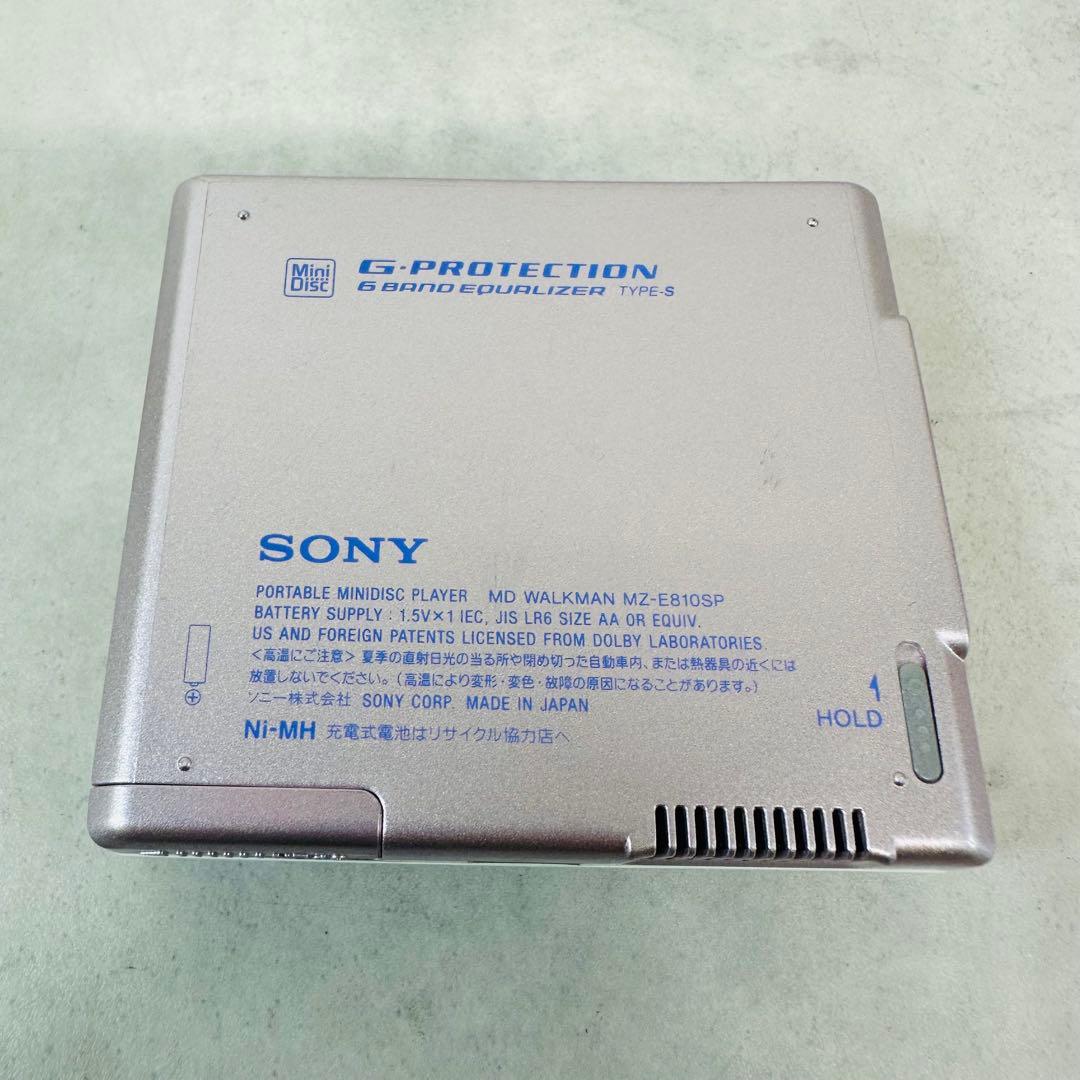 Mini Disc
G-PROTECTION
6 BAND EQUALIZER TYPE-S
SONY
PORTABLE MINIDISC PLAYER MD WALKMAN MZ-E810SP
BATTERY SUPPLY : 1.5V×1 IEC, JIS LR6 SIZE AA OR EQUIV.
US AND FOREIGN PATENTS LICENSED FROM DOLBY LABORATORIES.
<高温にご注意> 夏季の直射日光の当る所や閉め切った自動車内、または熱器具の近くには
放置しないでください。(高温により変形・変色・故障の原因になることがあります。)
ソニー株式会社 SONY CORP. MADE IN JAPAN
Ni-MH 充電式電池はリサイクル協力店へ
HOLD